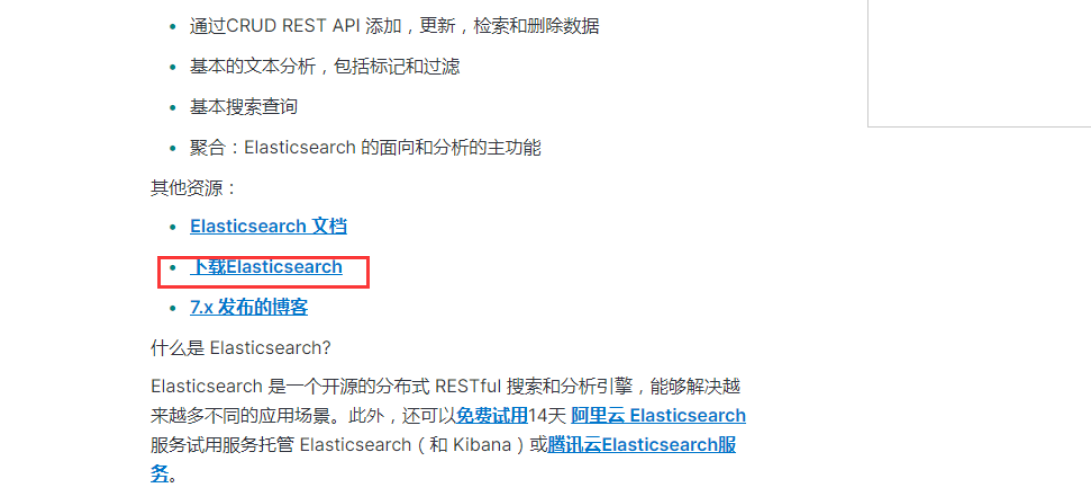 • 通过CRUD REST API 添加，更新，检索和删除数据
• 基本的文本分析，包括标记和过滤
• 基本搜索查询
• 聚合：Elasticsearch 的面向和分析的主功能
其他资源：
• Elasticsearch 文档
• 下载Elasticsearch
• 7.x 发布的博客
什么是 Elasticsearch?
Elasticsearch 是一个开源的分布式 RESTful 搜索和分析引擎，能够解决越
来越多不同的应用场景。此外，还可以免费试用14天 阿里云 Elasticsearch
服务试用服务托管 Elasticsearch（和 Kibana）或腾讯云Elasticsearch服
务。